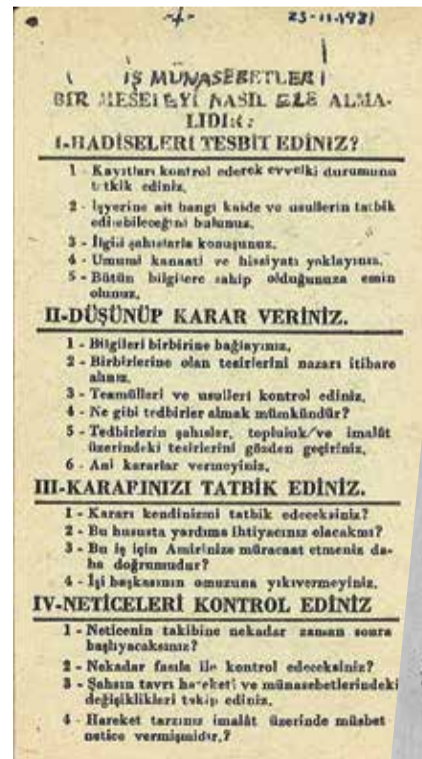 -1-
23-11-1981
İŞ MÜNASEBETLERİ
BİR MESELEYİ NASIL ELE ALMA-
LIDIR:
I-HADİSELERİ TESBİT EDİNİZ?
1 - Kayıtları kontrol ederek evvelki durumunu
tetkik ediniz.
2 - İşyerine ait hangi kaide ve usullerin tatbik
edilebileceğini bulunuz.
3 - İlgili şahıslarla konuşunuz.
4 - Umumi kanaati ve hissiyatı yoklayınız.
5 - Bütün bilgilere sahip olduğunuza emin
olunuz.
II-DÜŞÜNÜP KARAR VERİNİZ.
1 - Bilgileri birbirine bağlayınız.
2 - Birbirlerine olan tesirlerini nazarı itibare
alınız.
3 - Teamülleri ve usulleri kontrol ediniz.
4 - Ne gibi tedbirler almak mümkündür?
5 - Tedbirlerin şahıslar, topluluk/ve imalât
üzerindeki tesirlerini gözden geçiriniz.
6 - Ani kararlar vermeyiniz.
III-KARARINIZI TATBİK EDİNİZ.
1 - Kararı kendinizmi tatbik edeceksiniz?
2 - Bu hususta yardıma ihtiyacınız olacakmı?
3 - Bu iş için Amirinize müracaat etmeniz da-
ha doğrumudur?
4 - İşi başkasının omuzuna yıkıvermeyiniz.
IV-NETİCELERİ KONTROL EDİNİZ
1 - Neticenin takibine nekadar zaman sonra
başlıyacaksınız?
2 - Nekadar fasıla ile kontrol edeceksiniz?
3 - Şahsın tavrı hareketi ve münasebetlerindeki
değişiklikleri takip ediniz.
4 - Hareket tarzınız imalât üzerinde müsbet
netice vermişmidir.?